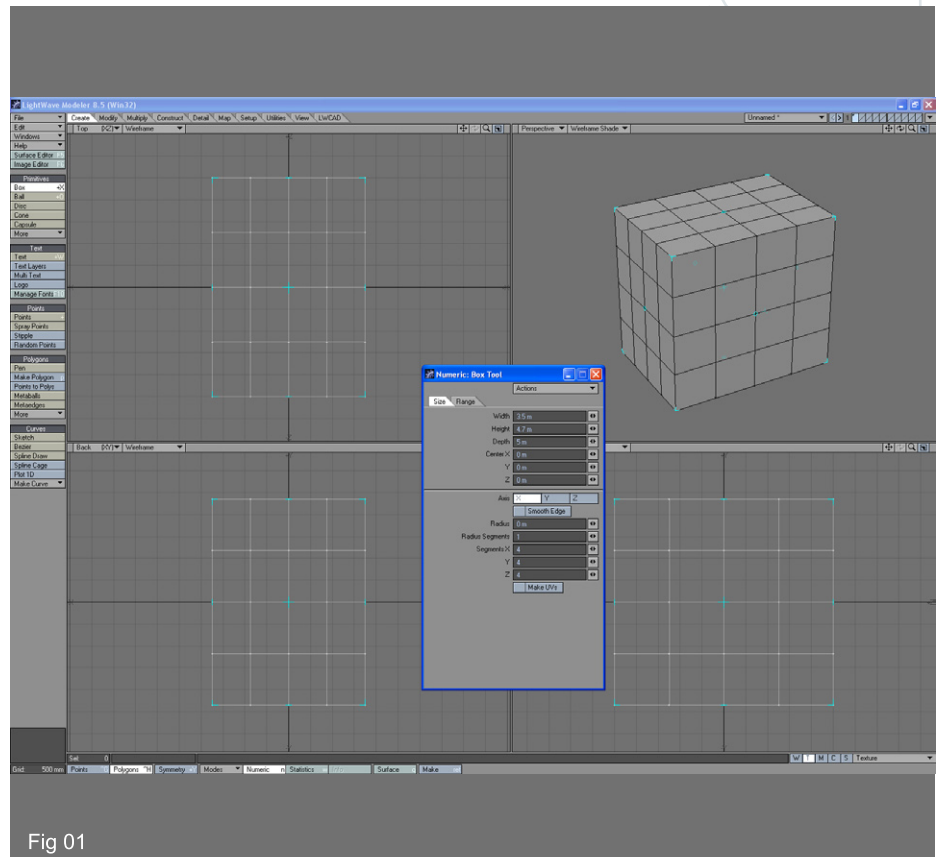 LightWave Modeler 8.5 (Win32)
File
Create Modify Multiply Construct Detail Map Setup Utilities View LWCAD
Unnamed *
1
Edit
Top (XZ) Wireframe
Perspective Wireframe Shade
Windows
Help
Surface Editor
Image Editor
Primitives
Box +X
Ball
Disc
Cone
Capsule
More
Text
Text
Text Layers
Multi Text
Logo
Manage Fonts
Points
Points
Spray Points
Stipple
Random Points
Polygons
Pen
Make Polygon
Points to Polys
Metaballs
Metaedges
More
Curves
Sketch
Bezier
Spline Draw
Spline Cage
Plot 1D
Make Curve
Back (XY) Wireframe
Numeric: Box Tool
Actions
Size Range
Width 3.5 m
Height 4.7 m
Depth 5 m
Center X 0 m
Y 0 m
Z 0 m
Axis X Y Z
Smooth Edge
Radius 0 m
Radius Segments 1
Segments X 4
Y 4
Z 4
Make UVs
Sel: 0
W T M C S Texture
Grid: 500 mm Points Polygons ^H Symmetry Modes Numeric n Statistics Surface Make
Fig 01